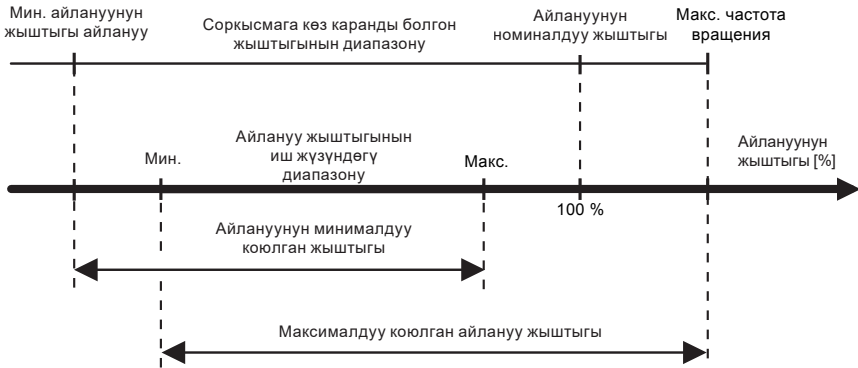 Мин. айлануунун
жыштыгы айлануу
Соркысмага көз каранды болгон
жыштыгынын диапазону
Айлануунун
номиналдуу жыштыгы
Макс. частота
вращения
Мин.
Айлануу жыштыгынын
иш жүзүндөгү
диапазону
Макс.
Айлануунун
жыштыгы [%]
100 %
Айлануунун минималдуу
коюлган жыштыгы
Максималдуу коюлган айлануу жыштыгы